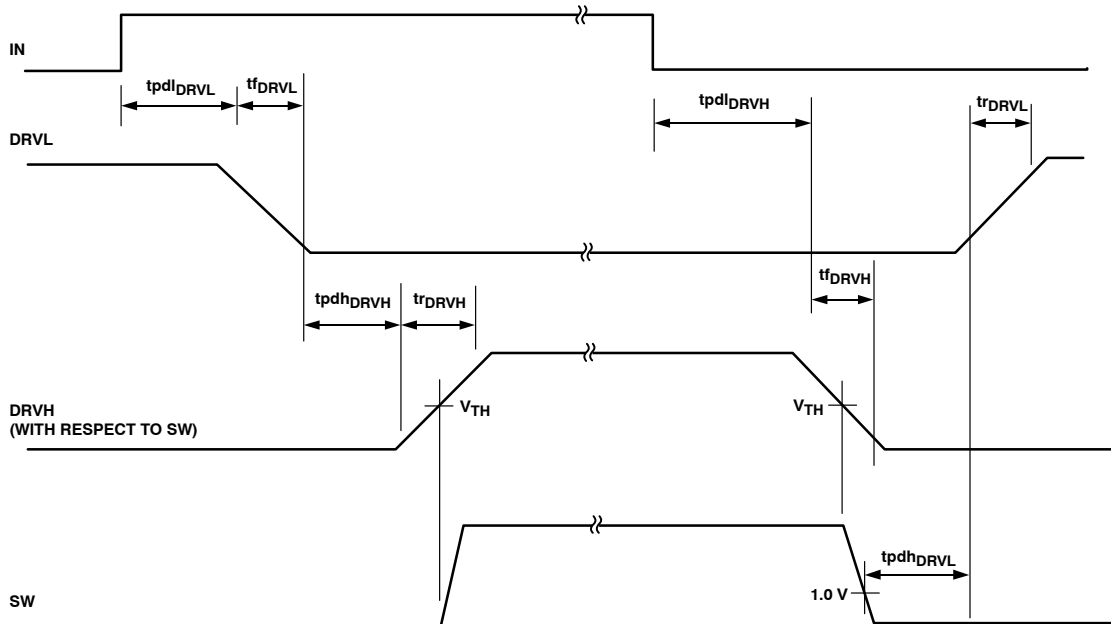 IN
tpdlDRVL
tfDRVL
tpdlDRVH
trDRVL
DRVL
tpdhDRVH
trDRVH
tfDRVH
DRVH
(WITH RESPECT TO SW)
VTH
VTH
tpdhDRVL
1.0 V
SW